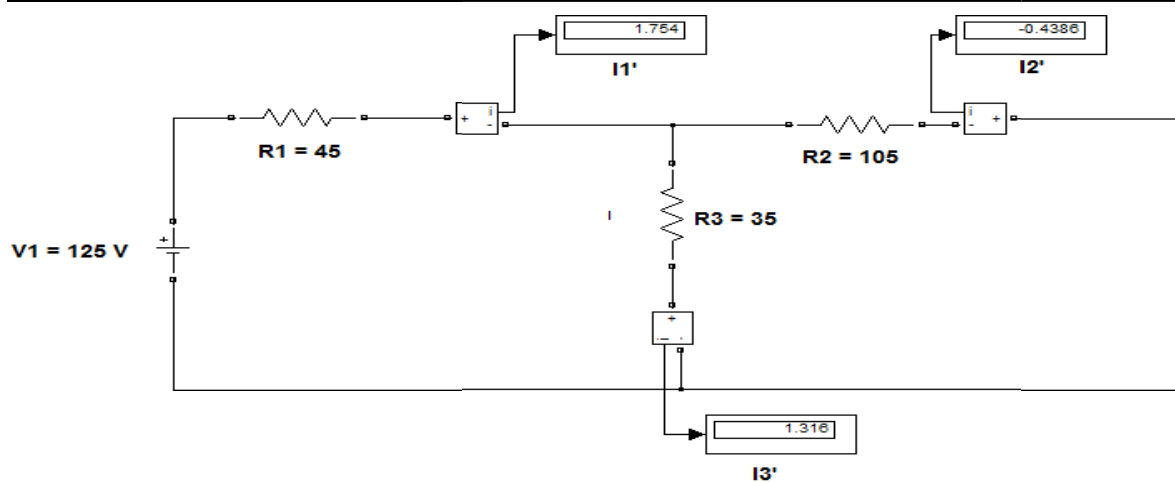 1.754
-0.4386
I1'
I2'
+ i -
i - +
R1 = 45
R2 = 105
R3 = 35
+
V1 = 125 V
+
1.316
I3'